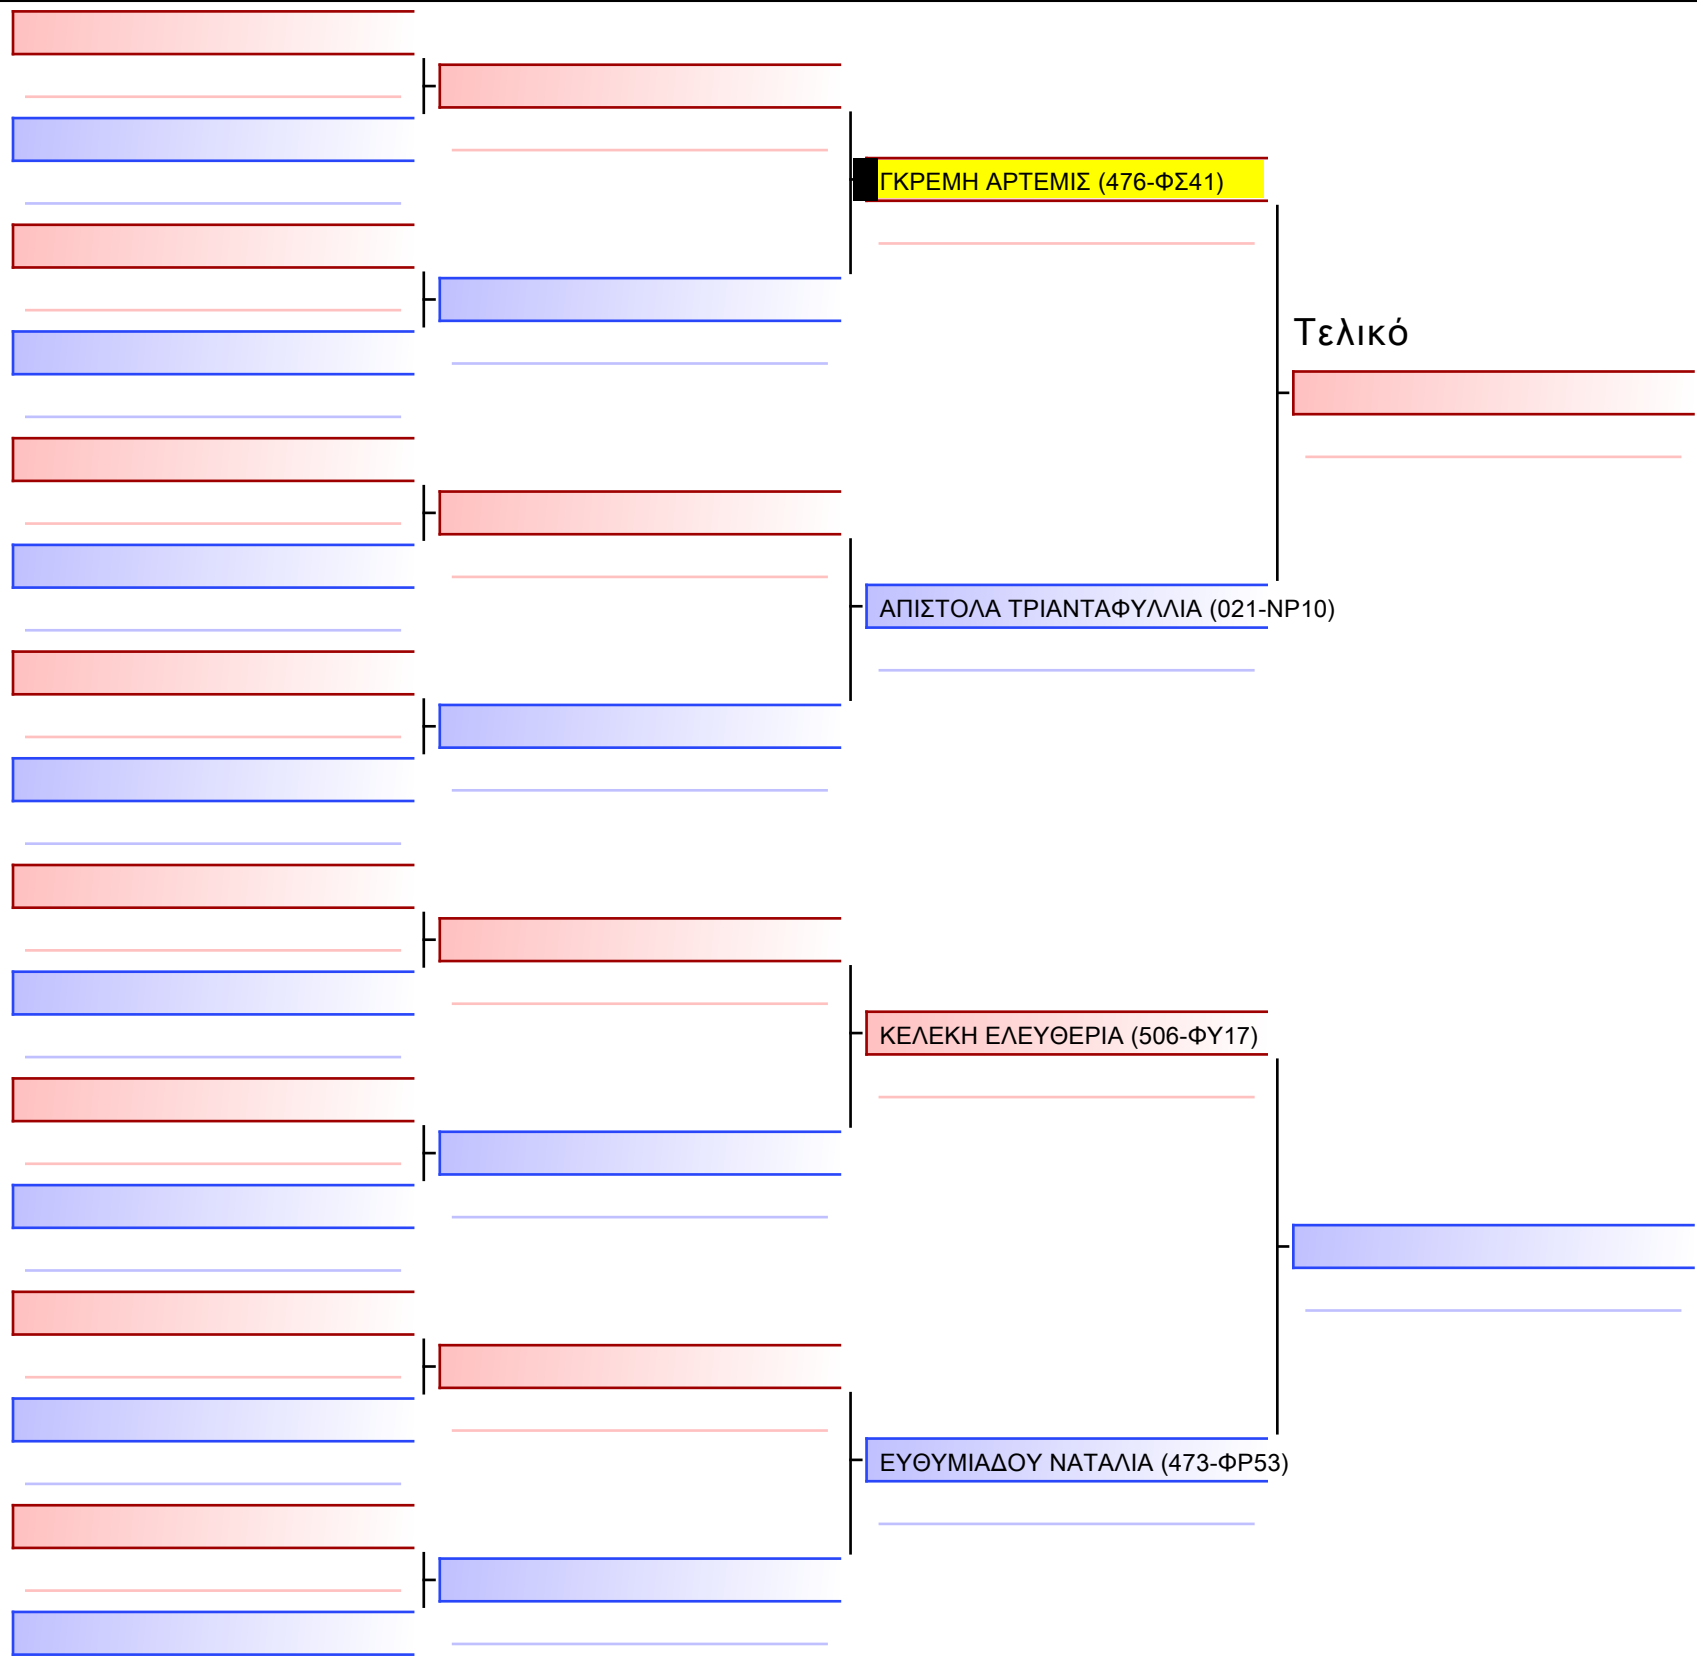 ΓΚΡΕΜΗ ΑΡΤΕΜΙΣ (476-ΦΣ41)
Τελικό
ΑΠΙΣΤΟΛΑ ΤΡΙΑΝΤΑΦΥΛΛΙΑ (021-ΝΡ10)
ΚΕΛΕΚΗ ΕΛΕΥΘΕΡΙΑ (506-ΦΥ17)
ΕΥΘΥΜΙΑΔΟΥ ΝΑΤΑΛΙΑ (473-ΦΡ53)